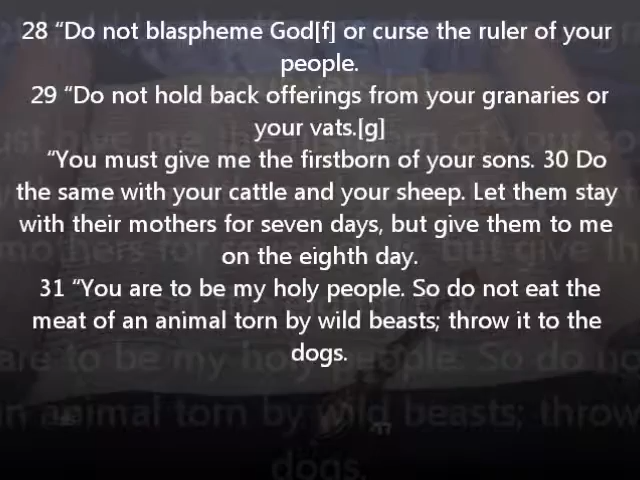 28 “Do not blaspheme God[f] or curse the ruler of your
people.
29 “Do not hold back offerings from your granaries or
your vats.[g]
“You must give me the firstborn of your sons. 30 Do
the same with your cattle and your sheep. Let them stay
with their mothers for seven days, but give them to me
on the eighth day.
31 “You are to be my holy people. So do not eat the
meat of an animal torn by wild beasts; throw it to the
dogs.